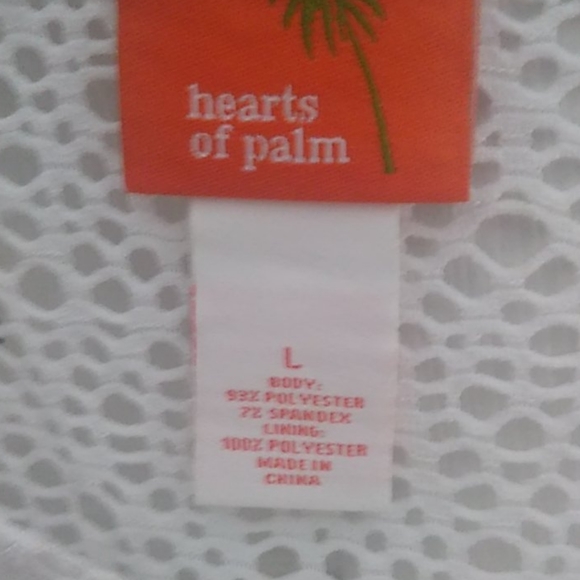 hearts
of palm
L
BODY:
93% POLYESTER
7% SPANDEX
LINING:
100% POLYESTER
MADE IN
CHINA